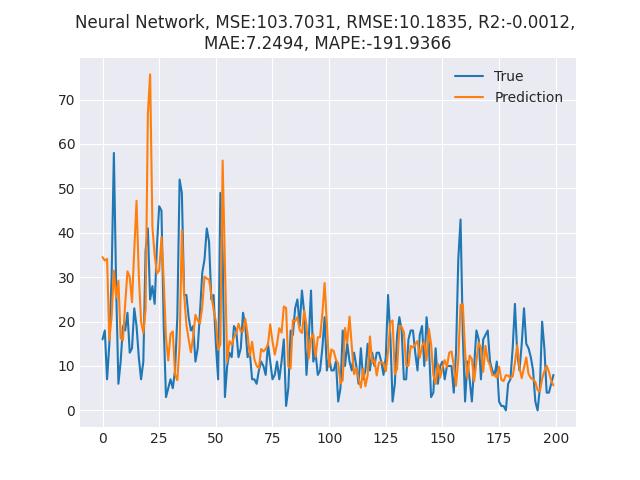 Neural Network, MSE:103.7031, RMSE:10.1835, R2:-0.0012,
MAE:7.2494, MAPE:-191.9366
True
Prediction
70
60
50
40
30
20
10
0
0 25 50 75 100 125 150 175 200